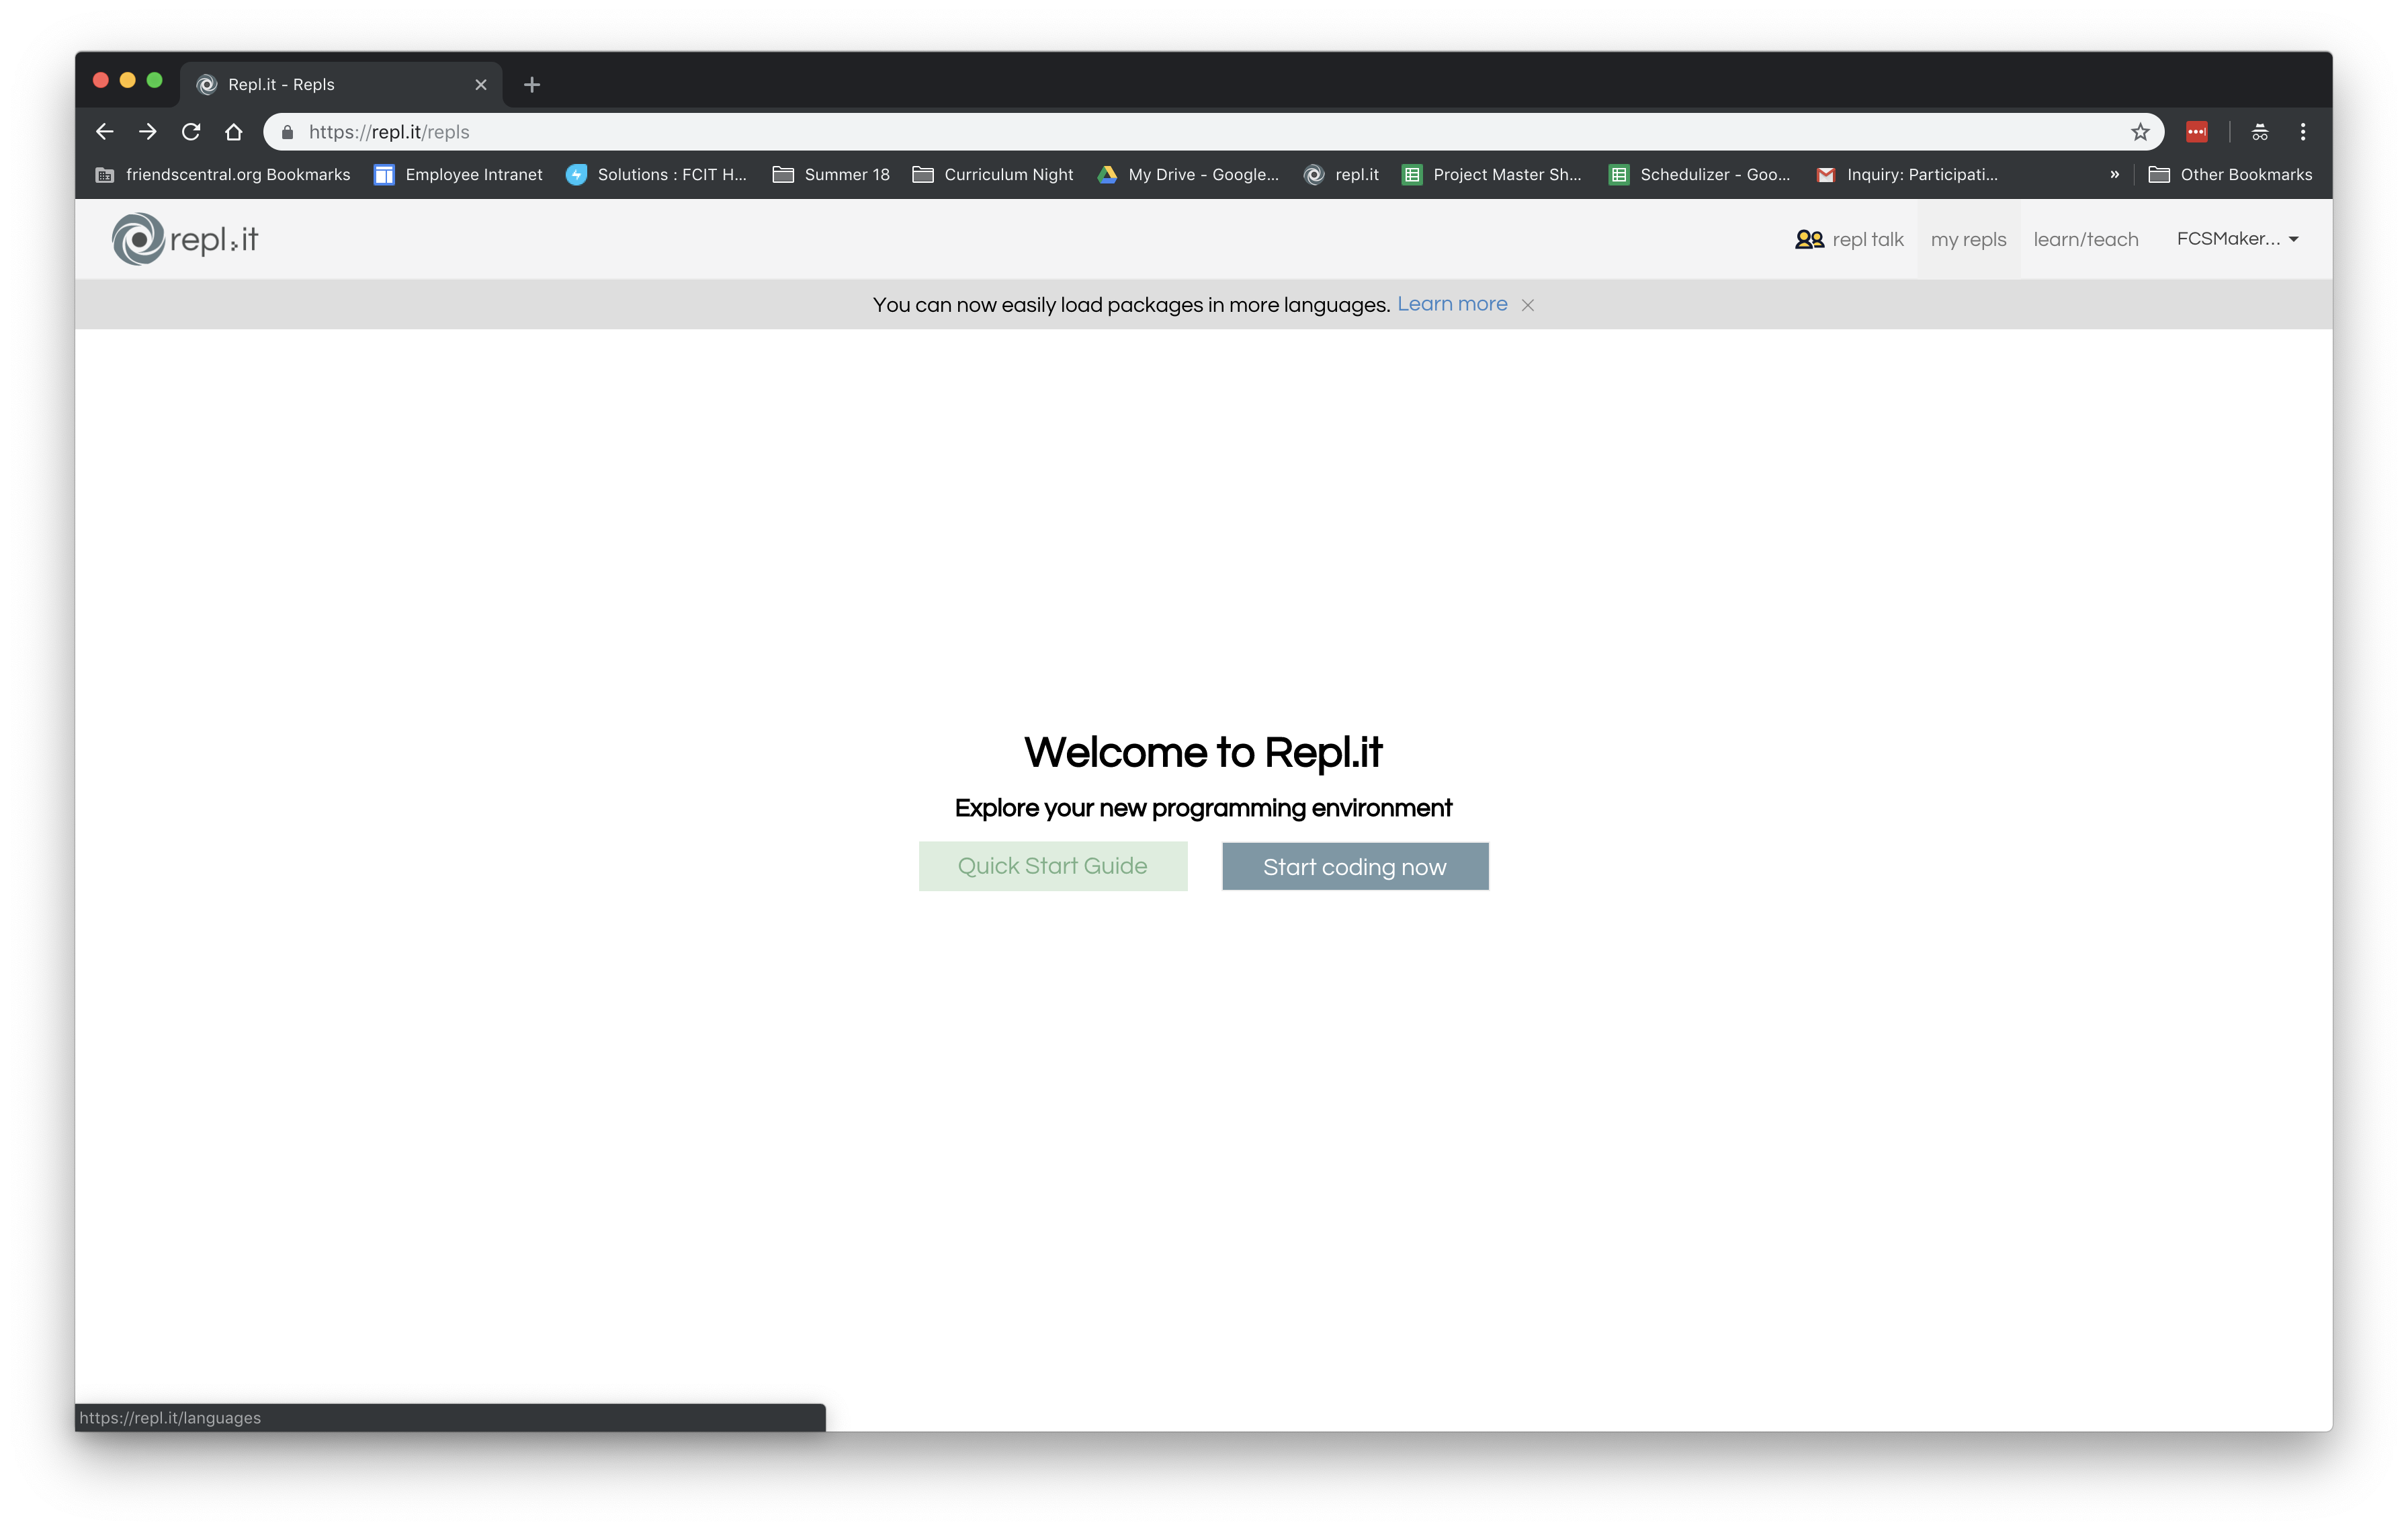 Repl.it - Repls
https://repl.it/repls
friendscentral.org Bookmarks Employee Intranet Solutions : FCIT H... Summer 18 Curriculum Night My Drive - Google... repl.it Project Master Sh... Schedulizer - Goo... Inquiry: Participati... » Other Bookmarks
repl.it repl talk my repls learn/teach FCSMaker...
You can now easily load packages in more languages. Learn more
Welcome to Repl.it
Explore your new programming environment
Quick Start Guide Start coding now
https://repl.it/languages